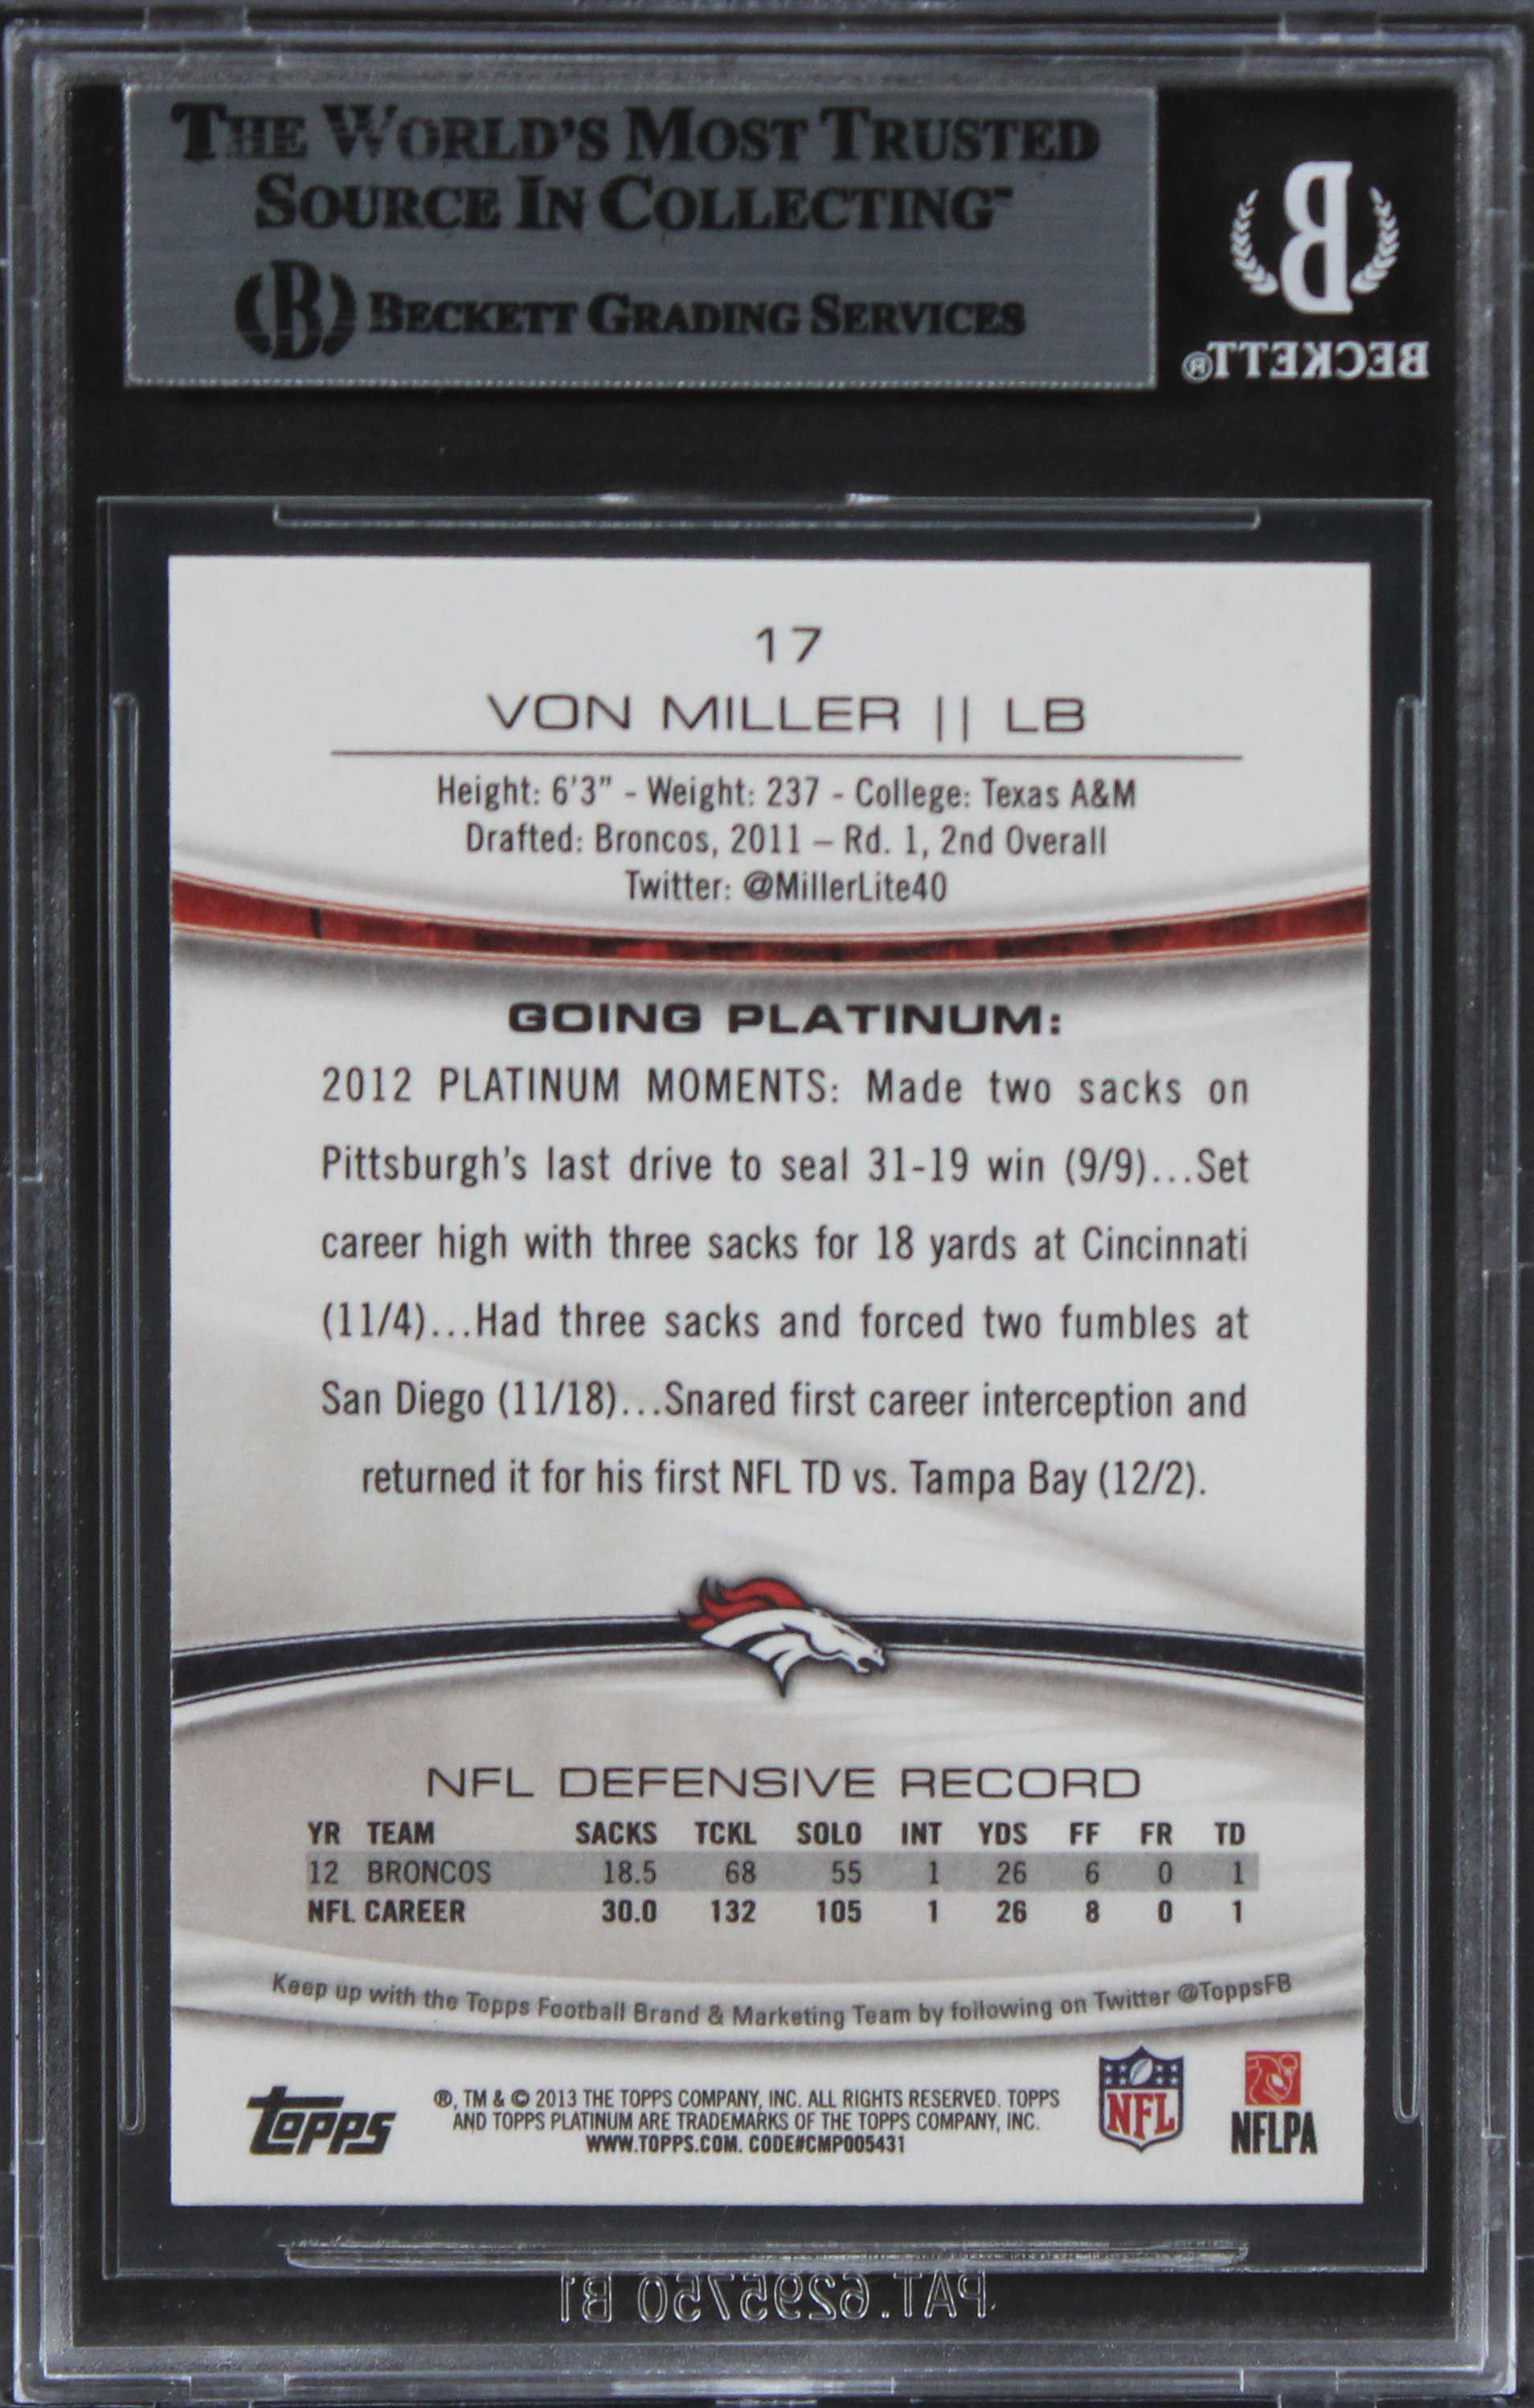 THE WORLD'S MOST TRUSTED
SOURCE IN COLLECTING™
B BECKETT GRADING SERVICES
B
BECKETT®
17
VON MILLER || LB
Height: 6'3" - Weight: 237 - College: Texas A&M
Drafted: Broncos, 2011 – Rd. 1, 2nd Overall
Twitter: @MillerLite40
GOING PLATINUM:
2012 PLATINUM MOMENTS: Made two sacks on
Pittsburgh's last drive to seal 31-19 win (9/9)...Set
career high with three sacks for 18 yards at Cincinnati
(11/4)...Had three sacks and forced two fumbles at
San Diego (11/18)...Snared first career interception and
returned it for his first NFL TD vs. Tampa Bay (12/2).
NFL DEFENSIVE RECORD
YR TEAM SACKS TCKL SOLO INT YDS FF FR TD
12 BRONCOS 18.5 68 55 1 26 6 0 1
NFL CAREER 30.0 132 105 1 26 8 0 1
Keep up with the Topps Football Brand & Marketing Team by following on Twitter @ToppsFB
topps
®, TM & © 2013 THE TOPPS COMPANY, INC. ALL RIGHTS RESERVED. TOPPS
AND TOPPS PLATINUM ARE TRADEMARKS OF THE TOPPS COMPANY, INC.
WWW.TOPPS.COM. CODE#CMP005431
NFL
NFLPA
PAT.6295750 B1